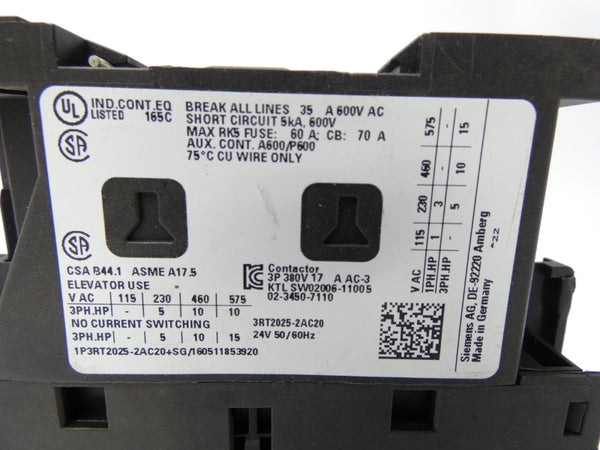 UL IND.CONT.EQ
LISTED 165C
BREAK ALL LINES 35 A 600V AC
SHORT CIRCUIT 5kA, 600V
MAX RK5 FUSE: 60 A; CB: 70 A
AUX. CONT. A600/P600
75°C CU WIRE ONLY
SA
SA
CSA B44.1 ASME A17.5
ELEVATOR USE
V AC 115 230 460 575
3PH.HP - 5 10 10
NO CURRENT SWITCHING
3PH.HP - 5 10 15
1P3RT2025-2AC20+SG/160511853920
Contactor
3P 380V 17 A AC-3
KTL SW02006-11005
02-3450-7110
3RT2025-2AC20
24V 50/60Hz
V AC 115 230 460 575
1PH.HP 1 3 - -
3PH.HP - 5 10 15
*22
Siemens AG, DE-92220 Amberg
Made in Germany